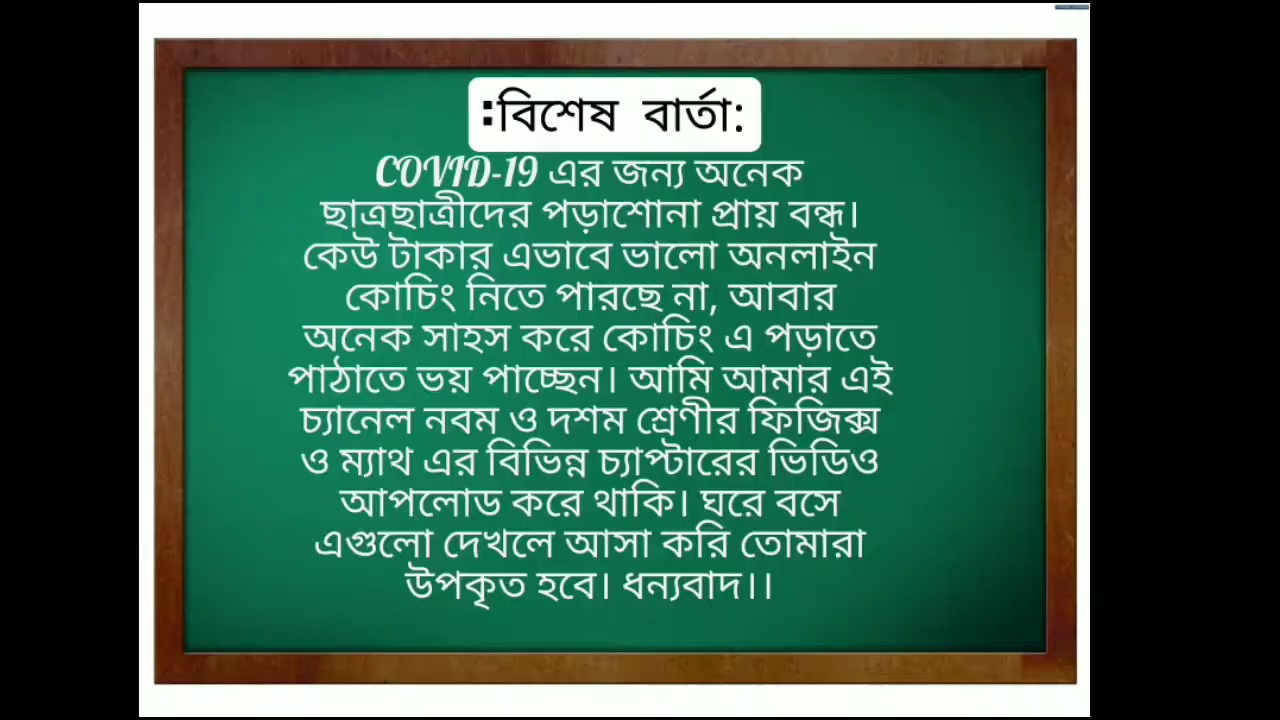 :বিশেষ বার্তা:
COVID-19 এর জন্য অনেক
ছাত্রছাত্রীদের পড়াশোনা প্রায় বন্ধ।
কেউ টাকার এভাবে ভালো অনলাইন
কোচিং নিতে পারছে না, আবার
অনেক সাহস করে কোচিং এ পড়াতে
পাঠাতে ভয় পাচ্ছেন। আমি আমার এই
চ্যানেল নবম ও দশম শ্রেণীর ফিজিক্স
ও ম্যাথ এর বিভিন্ন চ্যাপ্টারের ভিডিও
আপলোড করে থাকি। ঘরে বসে
এগুলো দেখলে আসা করি তোমারা
উপকৃত হবে। ধন্যবাদ।।